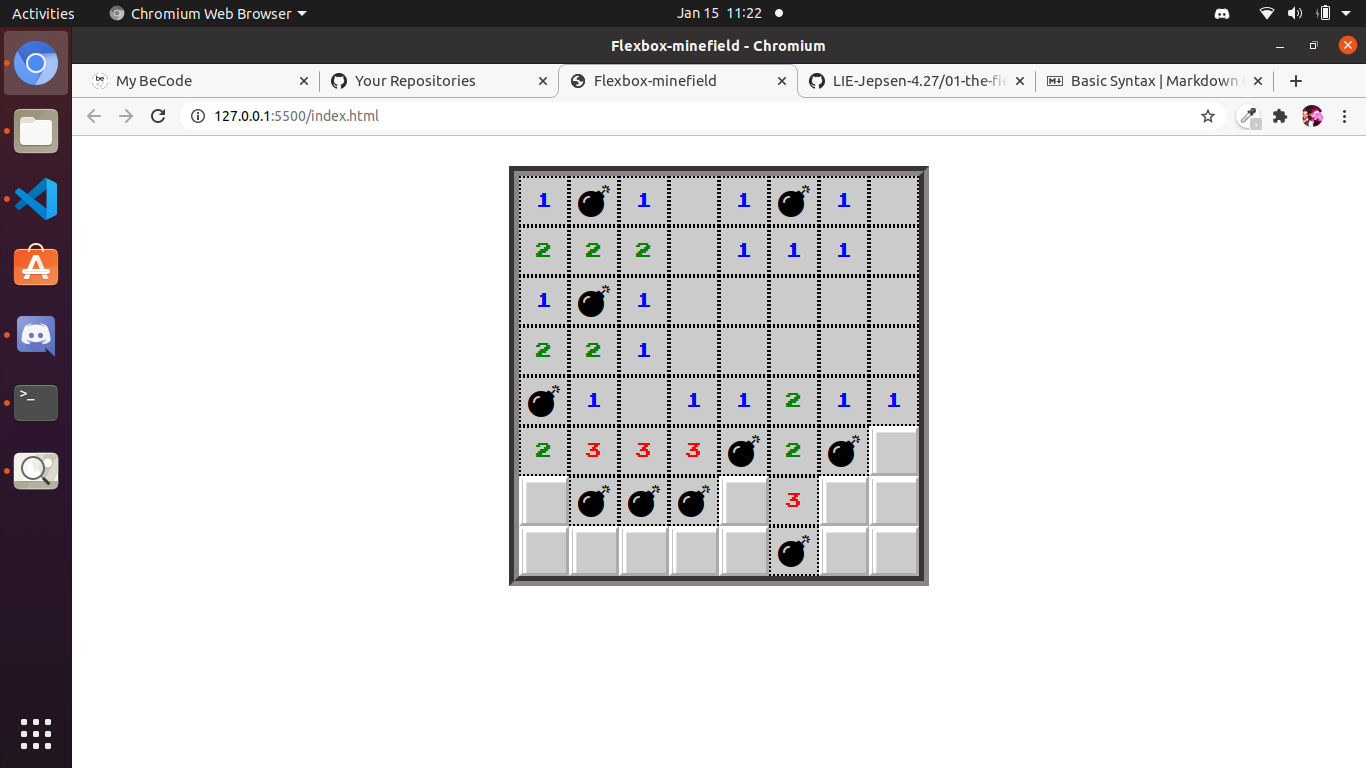 Activities Chromium Web Browser Jan 15 11:22
Flexbox-minefield - Chromium
be My BeCode Your Repositories Flexbox-minefield LIE-Jepsen-4.27/01-the-fie Basic Syntax | Markdown
127.0.0.1:5500/index.html
1 1 1 1
2 2 2 1 1 1
1 1
2 2 1
1 1 1 2 1 1
2 3 3 3 2
3
>_